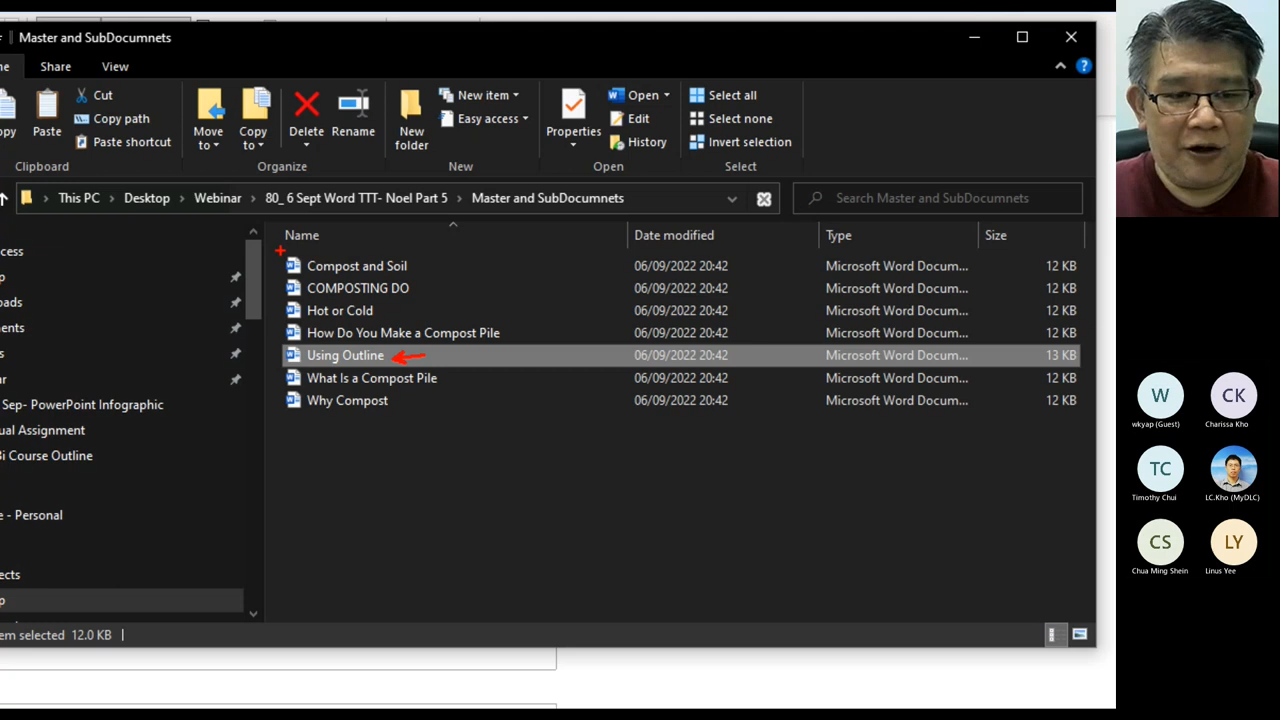 Master and SubDocumnets
Share View
Cut
Copy path
Paste shortcut
Paste
Clipboard
Move to
Copy to
Delete
Rename
Organize
New folder
New item
Easy access
New
Properties
Open
Edit
History
Open
Select all
Select none
Invert selection
Select
This PC > Desktop > Webinar > 80_ 6 Sept Word TTT- Noel Part 5 > Master and SubDocumnets
Search Master and SubDocumnets
Name Date modified Type Size
Compost and Soil 06/09/2022 20:42 Microsoft Word Docum... 12 KB
COMPOSTING DO 06/09/2022 20:42 Microsoft Word Docum... 12 KB
Hot or Cold 06/09/2022 20:42 Microsoft Word Docum... 12 KB
How Do You Make a Compost Pile 06/09/2022 20:42 Microsoft Word Docum... 12 KB
Using Outline 06/09/2022 20:42 Microsoft Word Docum... 13 KB
What Is a Compost Pile 06/09/2022 20:42 Microsoft Word Docum... 12 KB
Why Compost 06/09/2022 20:42 Microsoft Word Docum... 12 KB
Sep- PowerPoint Infographic
ual Assignment
i Course Outline
e - Personal
em selected 12.0 KB
W
wkyap (Guest)
CK
Charissa Kho
TC
Timothy Chui
LC.Kho (MyDLC)
CS
Chua Ming Shein
LY
Linus Yee